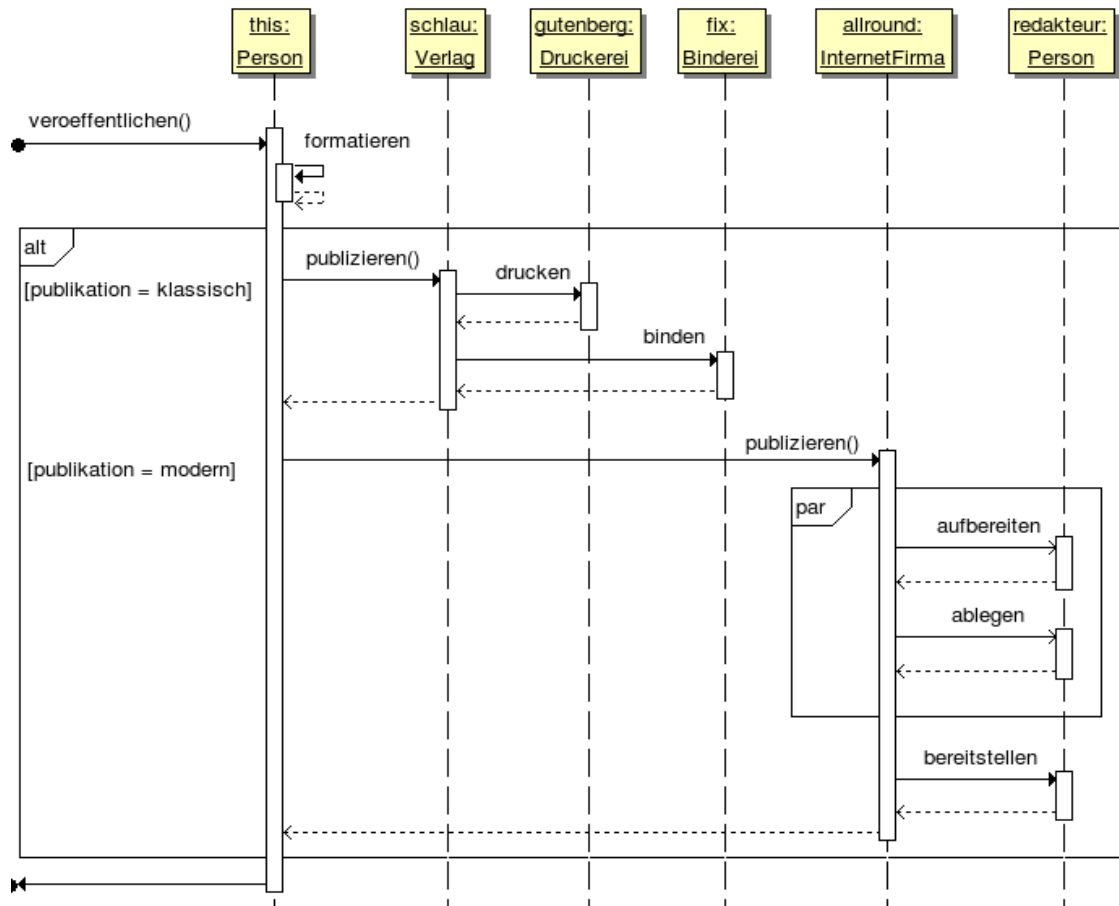 this:
Person
schlau:
Verlag
gutenberg:
Druckerei
fix:
Binderei
allround:
InternetFirma
redakteur:
Person
veroeffentlichen()
formatieren
alt
[publikation = klassisch]
publizieren()
drucken
binden
[publikation = modern]
publizieren()
par
aufbereiten
ablegen
bereitstellen